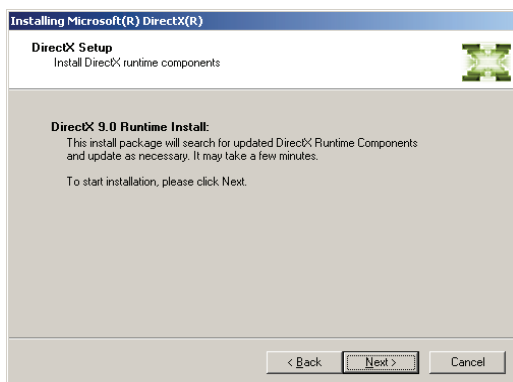 Installing Microsoft(R) DirectX(R)
DirectX Setup
Install DirectX runtime components
DirectX 9.0 Runtime Install:
This install package will search for updated DirectX Runtime Components
and update as necessary. It may take a few minutes.
To start installation, please click Next.
< Back
Next >
Cancel